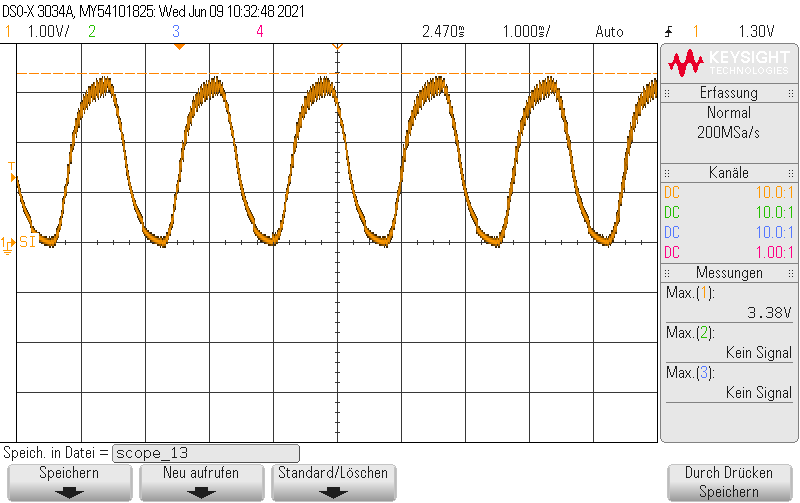 DSO-X 3034A, MY54101825: Wed Jun 09 10:32:48 2021
1 1.00V/ 2 3 4 2.470s 1.000s/ Auto 1 1.30V
KEYSIGHT
TECHNOLOGIES
Erfassung
Normal
200MSa/s
Kanäle
DC 10.0:1
DC 10.0:1
DC 10.0:1
DC 1.00:1
Messungen
Max.(1):
3.38V
Max.(2):
Kein Signal
Max.(3):
Kein Signal
T
1 SI
Speich. in Datei = scope_13
Speichern
Neu aufrufen
Standard/Löschen
Durch Drücken
Speichern